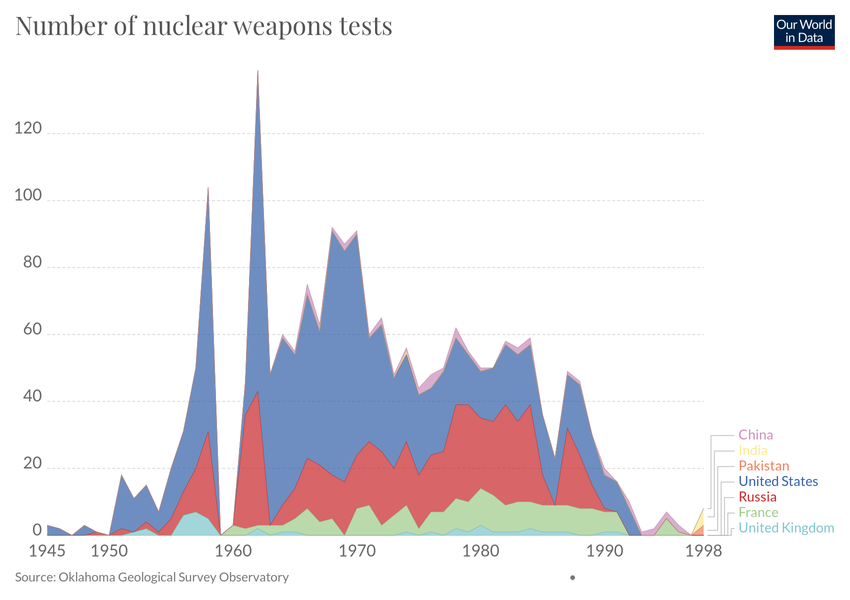 Number of nuclear weapons tests
Our World
in Data
120
100
80
60
40
20
0
1945 1950 1960 1970 1980 1990 1998
China
India
Pakistan
United States
Russia
France
United Kingdom
Source: Oklahoma Geological Survey Observatory